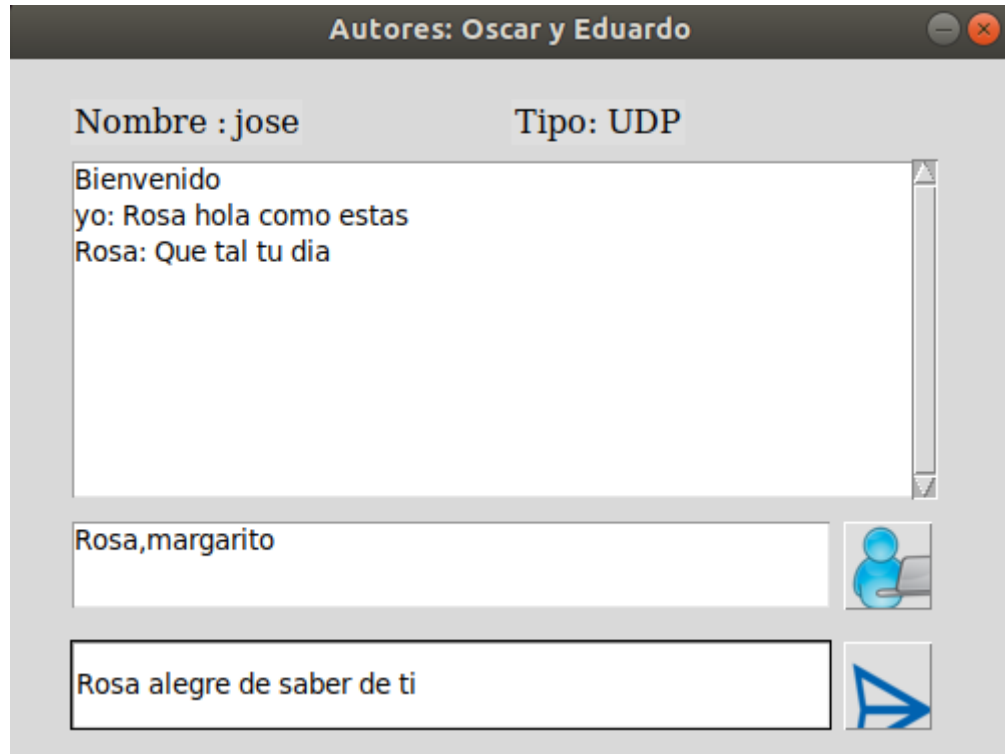 Autores: Oscar y Eduardo
Nombre : jose Tipo: UDP
Bienvenido
yo: Rosa hola como estas
Rosa: Que tal tu dia
Rosa,margarito
Rosa alegre de saber de ti